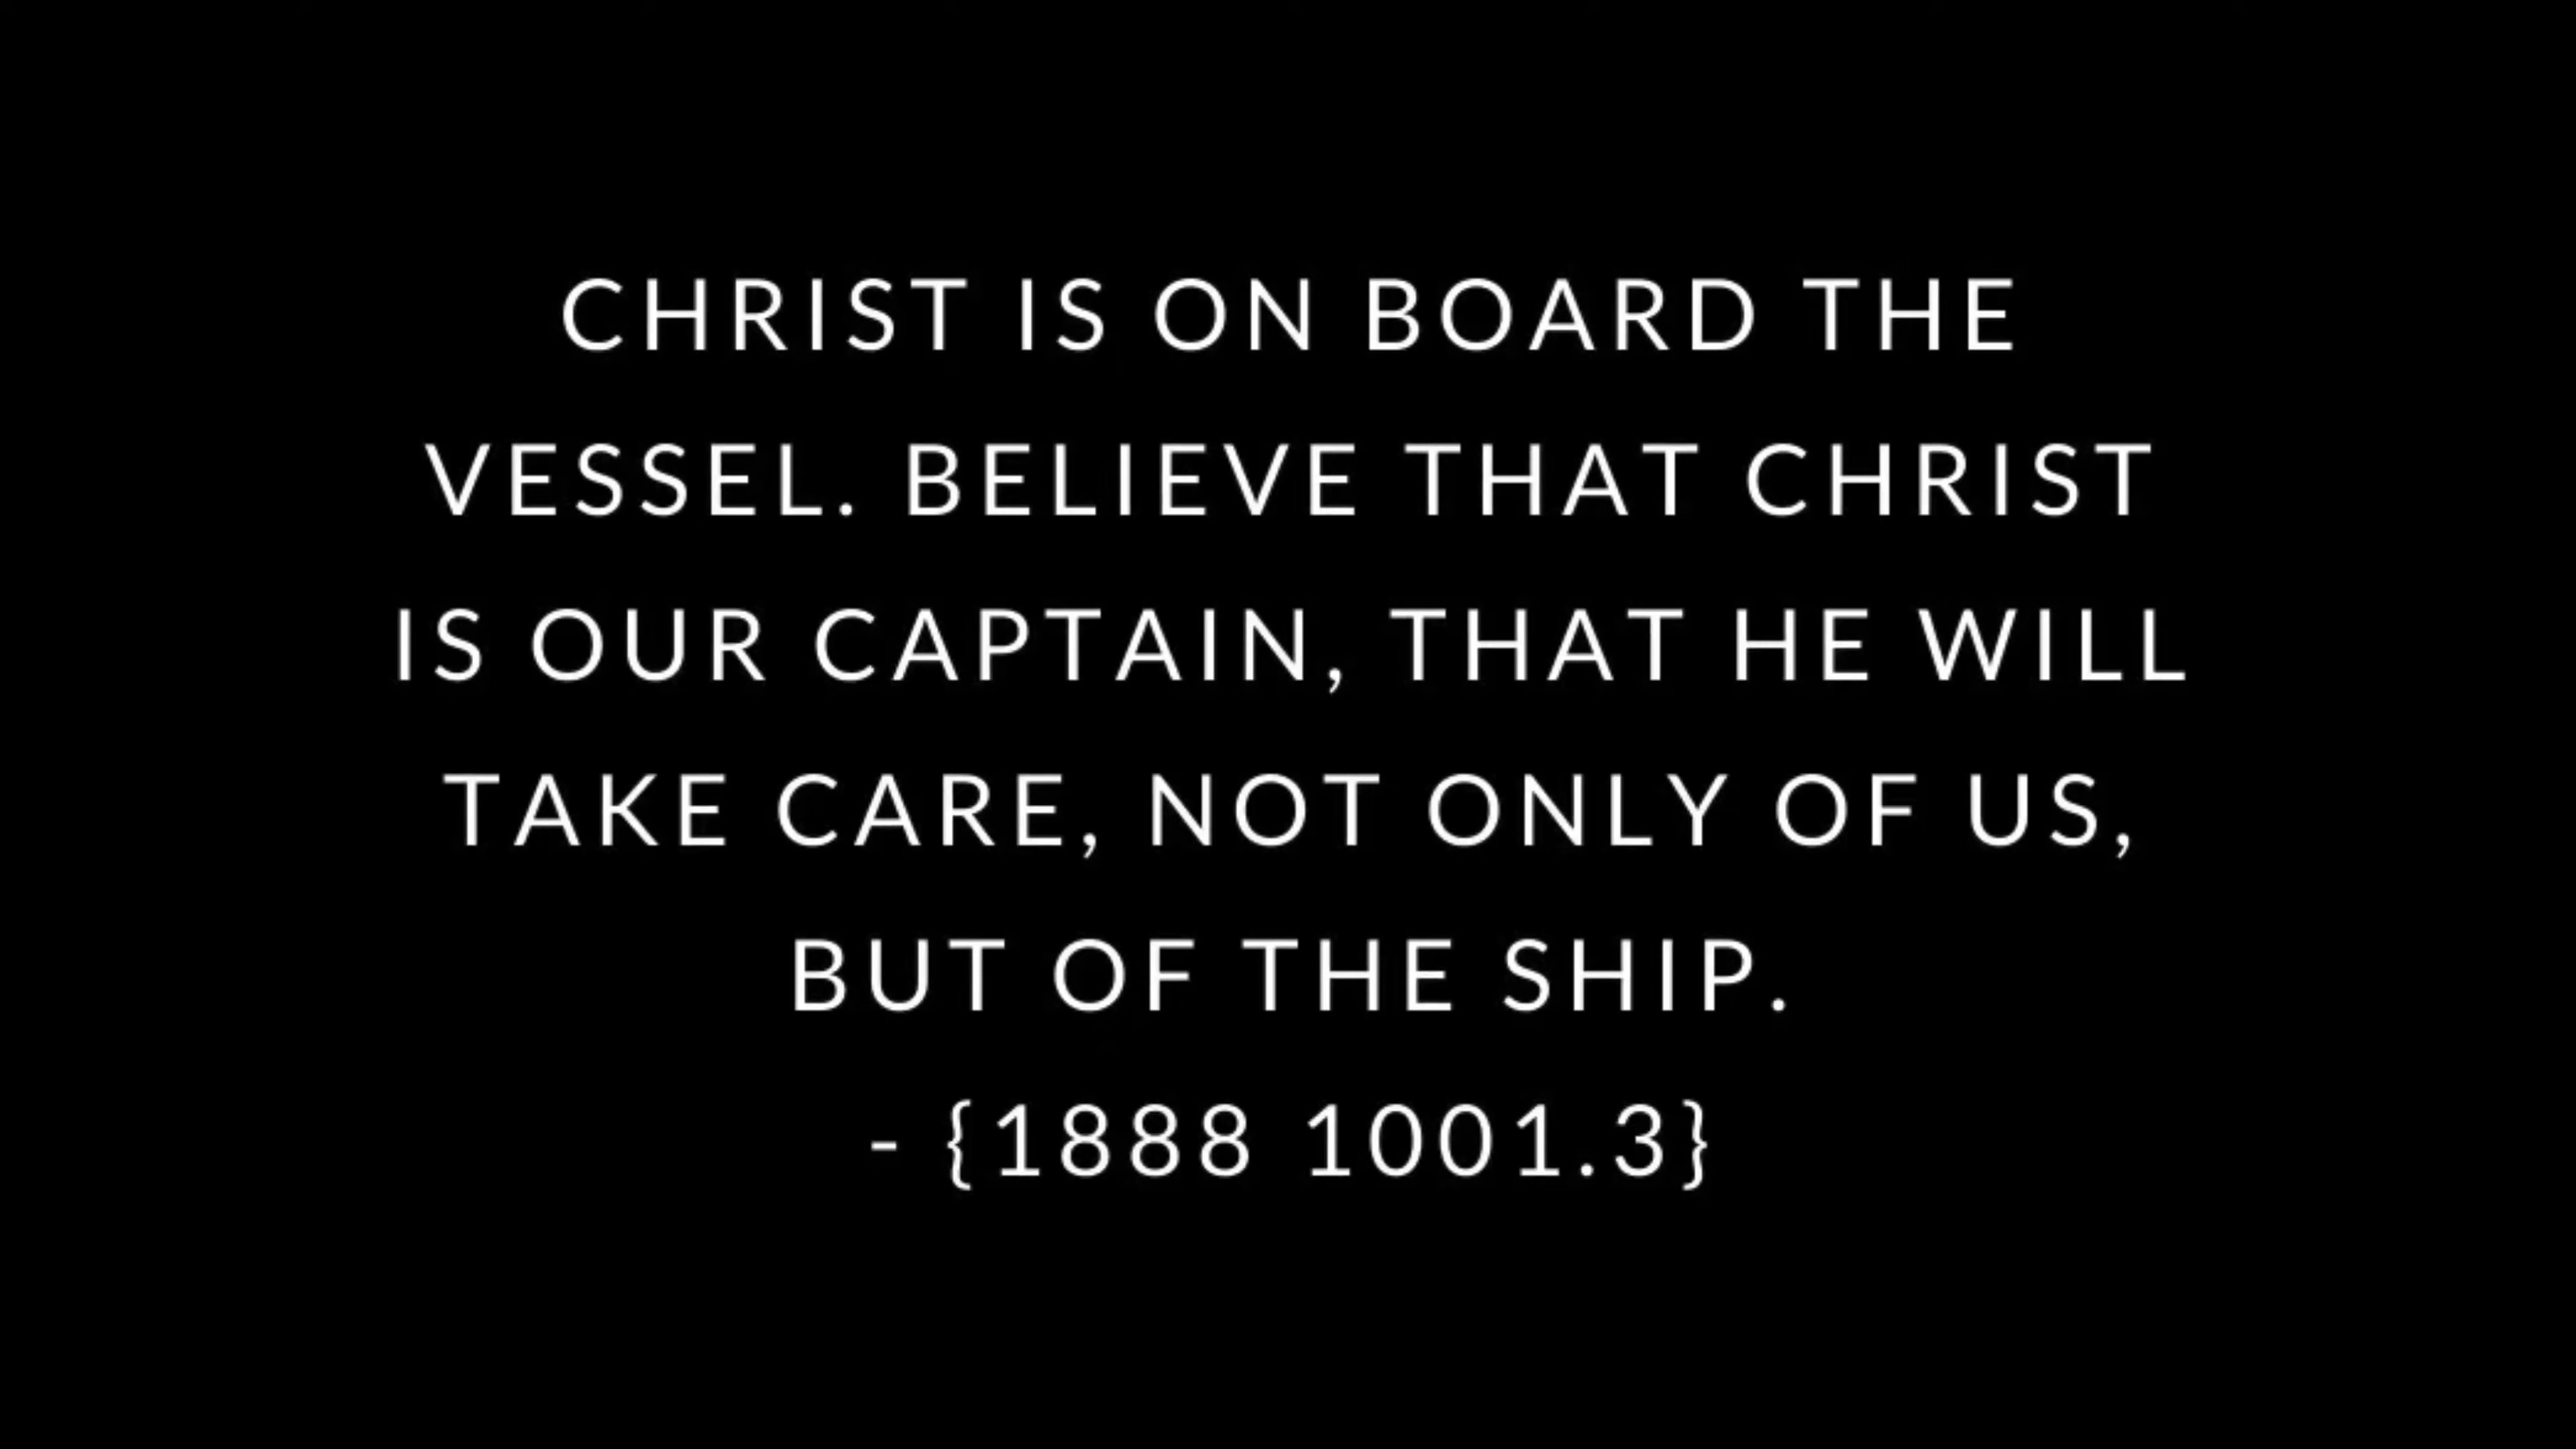 CHRIST IS ON BOARD THE
VESSEL. BELIEVE THAT CHRIST
IS OUR CAPTAIN, THAT HE WILL
TAKE CARE, NOT ONLY OF US,
BUT OF THE SHIP.
- {1888 1001.3}